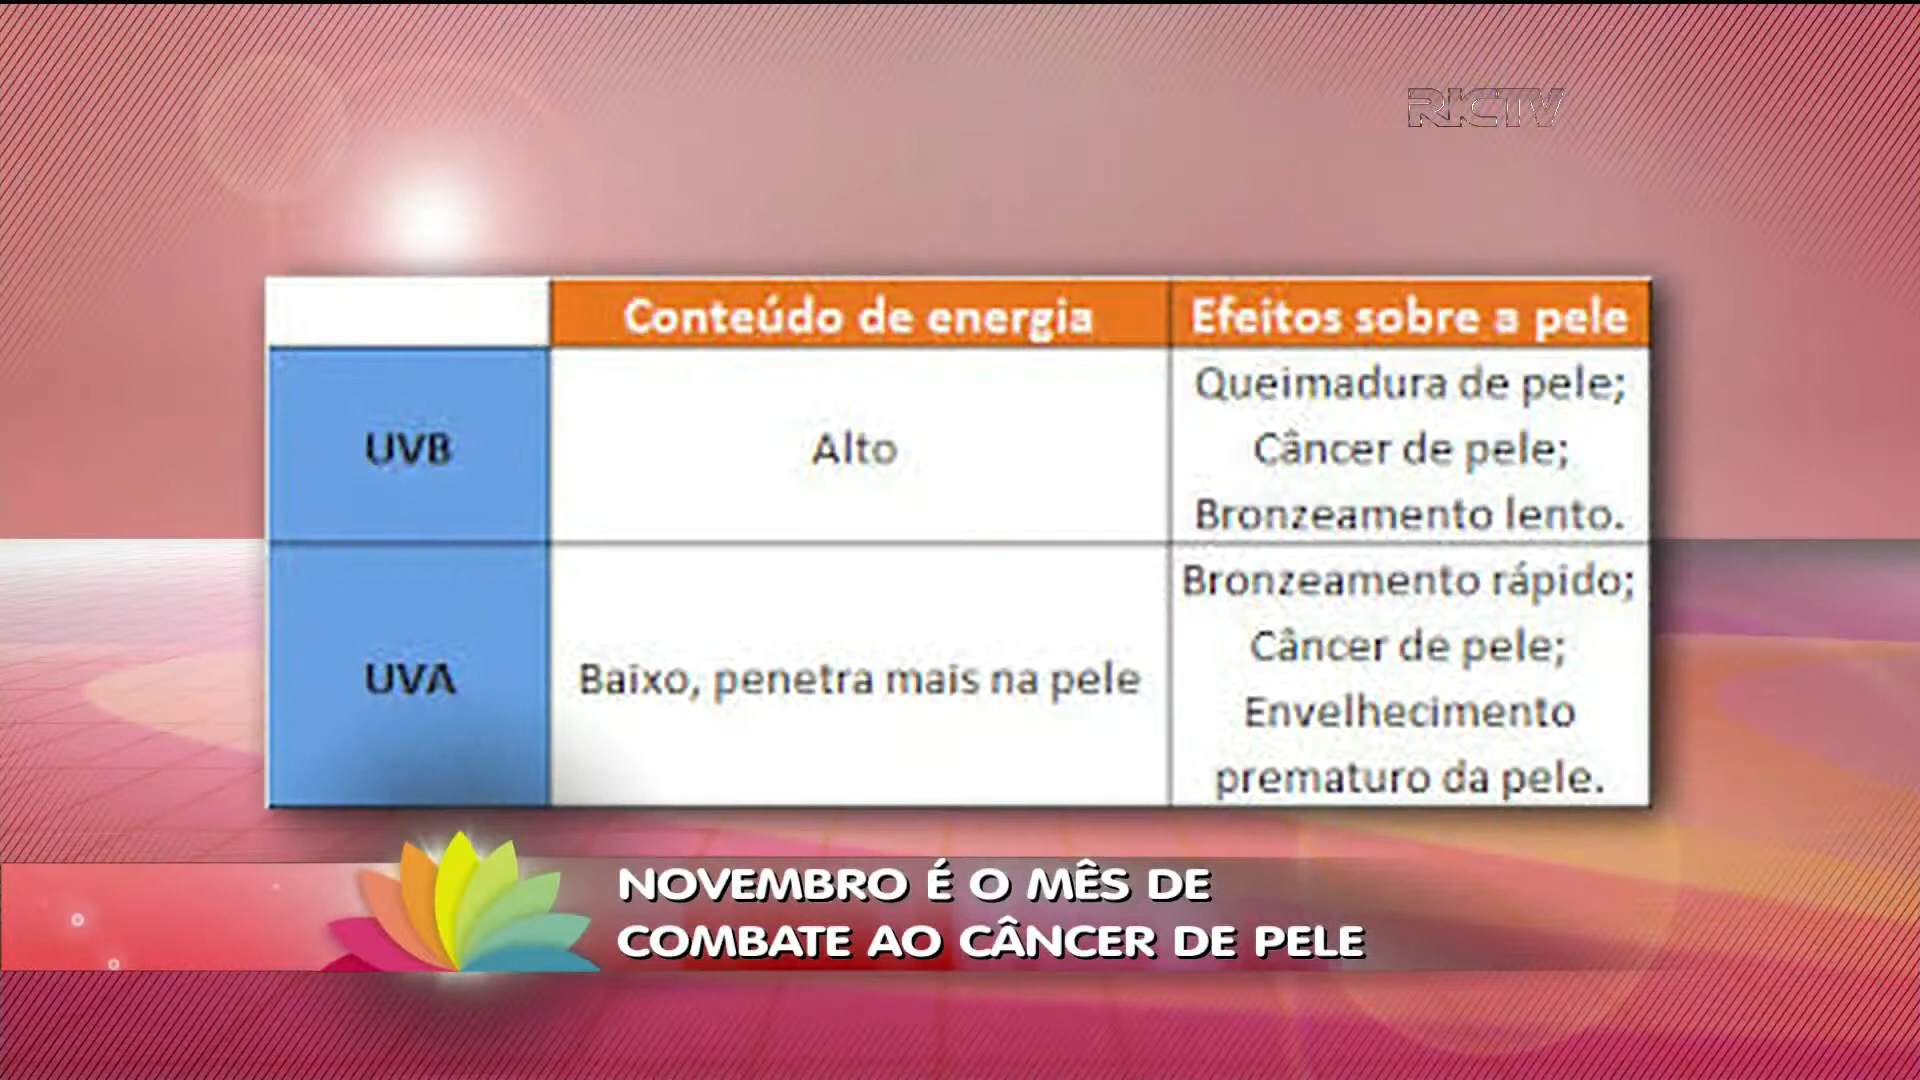 RICTV
Conteúdo de energia
Efeitos sobre a pele
UVB
Alto
Queimadura de pele;
Câncer de pele;
Bronzeamento lento.
UVA
Baixo, penetra mais na pele
Bronzeamento rápido;
Câncer de pele;
Envelhecimento
prematuro da pele.
NOVEMBRO É O MÊS DE
COMBATE AO CÂNCER DE PELE